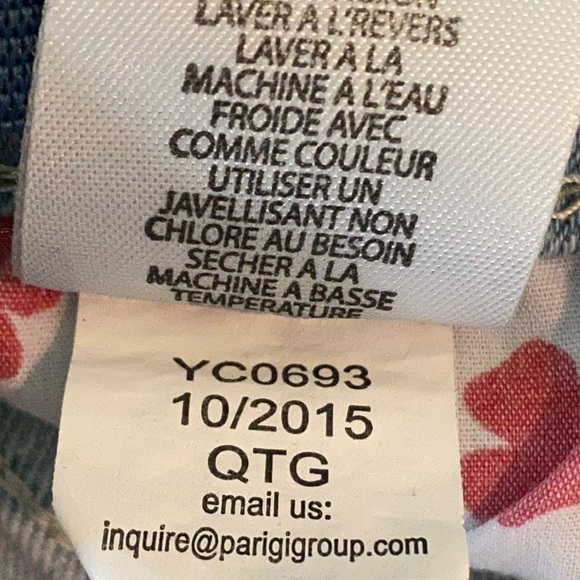 LAVER A L'REVERS
LAVER A LA
MACHINE A L'EAU
FROIDE AVEC
COMME COULEUR
UTILISER UN
JAVELLISANT NON
CHLORE AU BESOIN
SECHER A LA
MACHINE A BASSE
TEMPERATURE
YC0693
10/2015
QTG
email us:
inquire@parigigroup.com